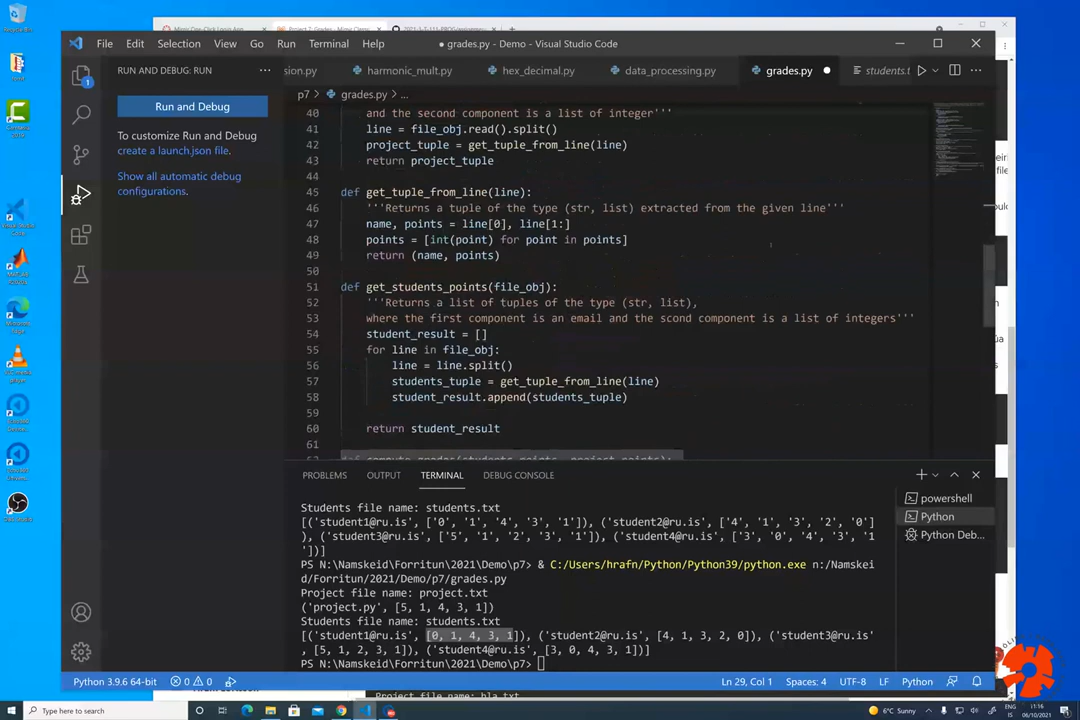 File Edit Selection View Go Run Terminal Help
● grades.py - Demo - Visual Studio Code
RUN AND DEBUG: RUN
sion.py harmonic_mult.py hex_decimal.py data_processing.py grades.py ● students.t
p7 > grades.py > ...
Run and Debug
To customize Run and Debug
create a launch.json file.
Show all automatic debug
configurations.
40 and the second component is a list of integer'''
41 line = file_obj.read().split()
42 project_tuple = get_tuple_from_line(line)
43 return project_tuple
44
45 def get_tuple_from_line(line):
46 '''Returns a tuple of the type (str, list) extracted from the given line'''
47 name, points = line[0], line[1:]
48 points = [int(point) for point in points]
49 return (name, points)
50
51 def get_students_points(file_obj):
52 '''Returns a list of tuples of the type (str, list),
53 where the first component is an email and the scond component is a list of integers'''
54 student_result = []
55 for line in file_obj:
56 line = line.split()
57 students_tuple = get_tuple_from_line(line)
58 student_result.append(students_tuple)
59
60 return student_result
61
PROBLEMS OUTPUT TERMINAL DEBUG CONSOLE
powershell
Python
Python Deb...
Students file name: students.txt
[('student1@ru.is', ['0', '1', '4', '3', '1']), ('student2@ru.is', ['4', '1', '3', '2', '0']
), ('student3@ru.is', ['5', '1', '2', '3', '1']), ('student4@ru.is', ['3', '0', '4', '3', '1
'])]
PS N:\Namskeid\Forritun\2021\Demo\p7> & C:/Users/hrafn/Python/Python39/python.exe n:/Namskei
d/Forritun/2021/Demo/p7/grades.py
Project file name: project.txt
('project.py', [5, 1, 4, 3, 1])
Students file name: students.txt
[('student1@ru.is', [0, 1, 4, 3, 1]), ('student2@ru.is', [4, 1, 3, 2, 0]), ('student3@ru.is'
, [5, 1, 2, 3, 1]), ('student4@ru.is', [3, 0, 4, 3, 1])]
PS N:\Namskeid\Forritun\2021\Demo\p7>
Python 3.9.6 64-bit 0 0 Ln 29, Col 1 Spaces: 4 UTF-8 LF Python
Type here to search
6°C Sunny
ENG
IS
11:16
06/10/2021